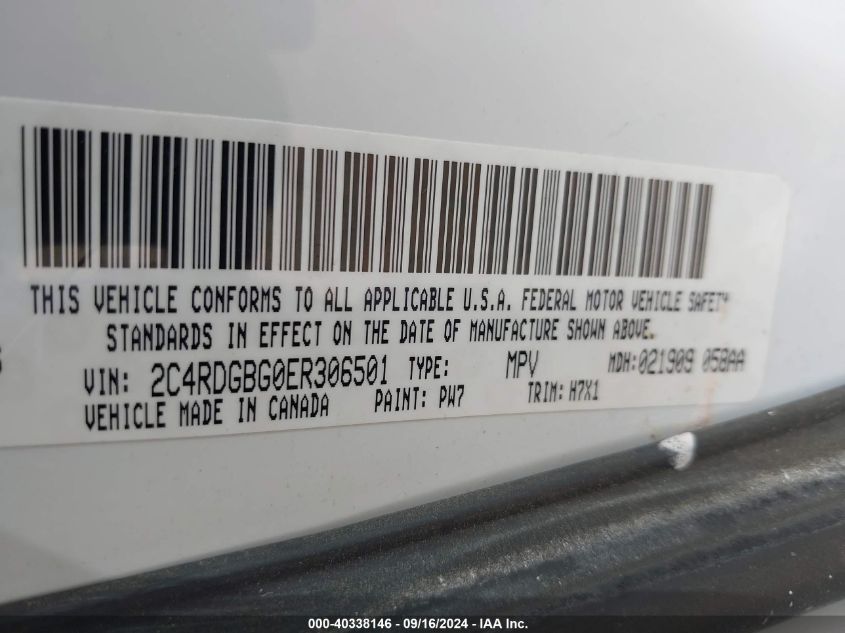 THIS VEHICLE CONFORMS TO ALL APPLICABLE U.S.A. FEDERAL MOTOR VEHICLE SAFETY
STANDARDS IN EFFECT ON THE DATE OF MANUFACTURE SHOWN ABOVE.
VIN: 2C4RDGBG0ER306501 TYPE: MPV MDH: 021909 058AA
VEHICLE MADE IN CANADA PAINT: PW7 TRIM: H7X1
000-40338146 - 09/16/2024 - IAA Inc.